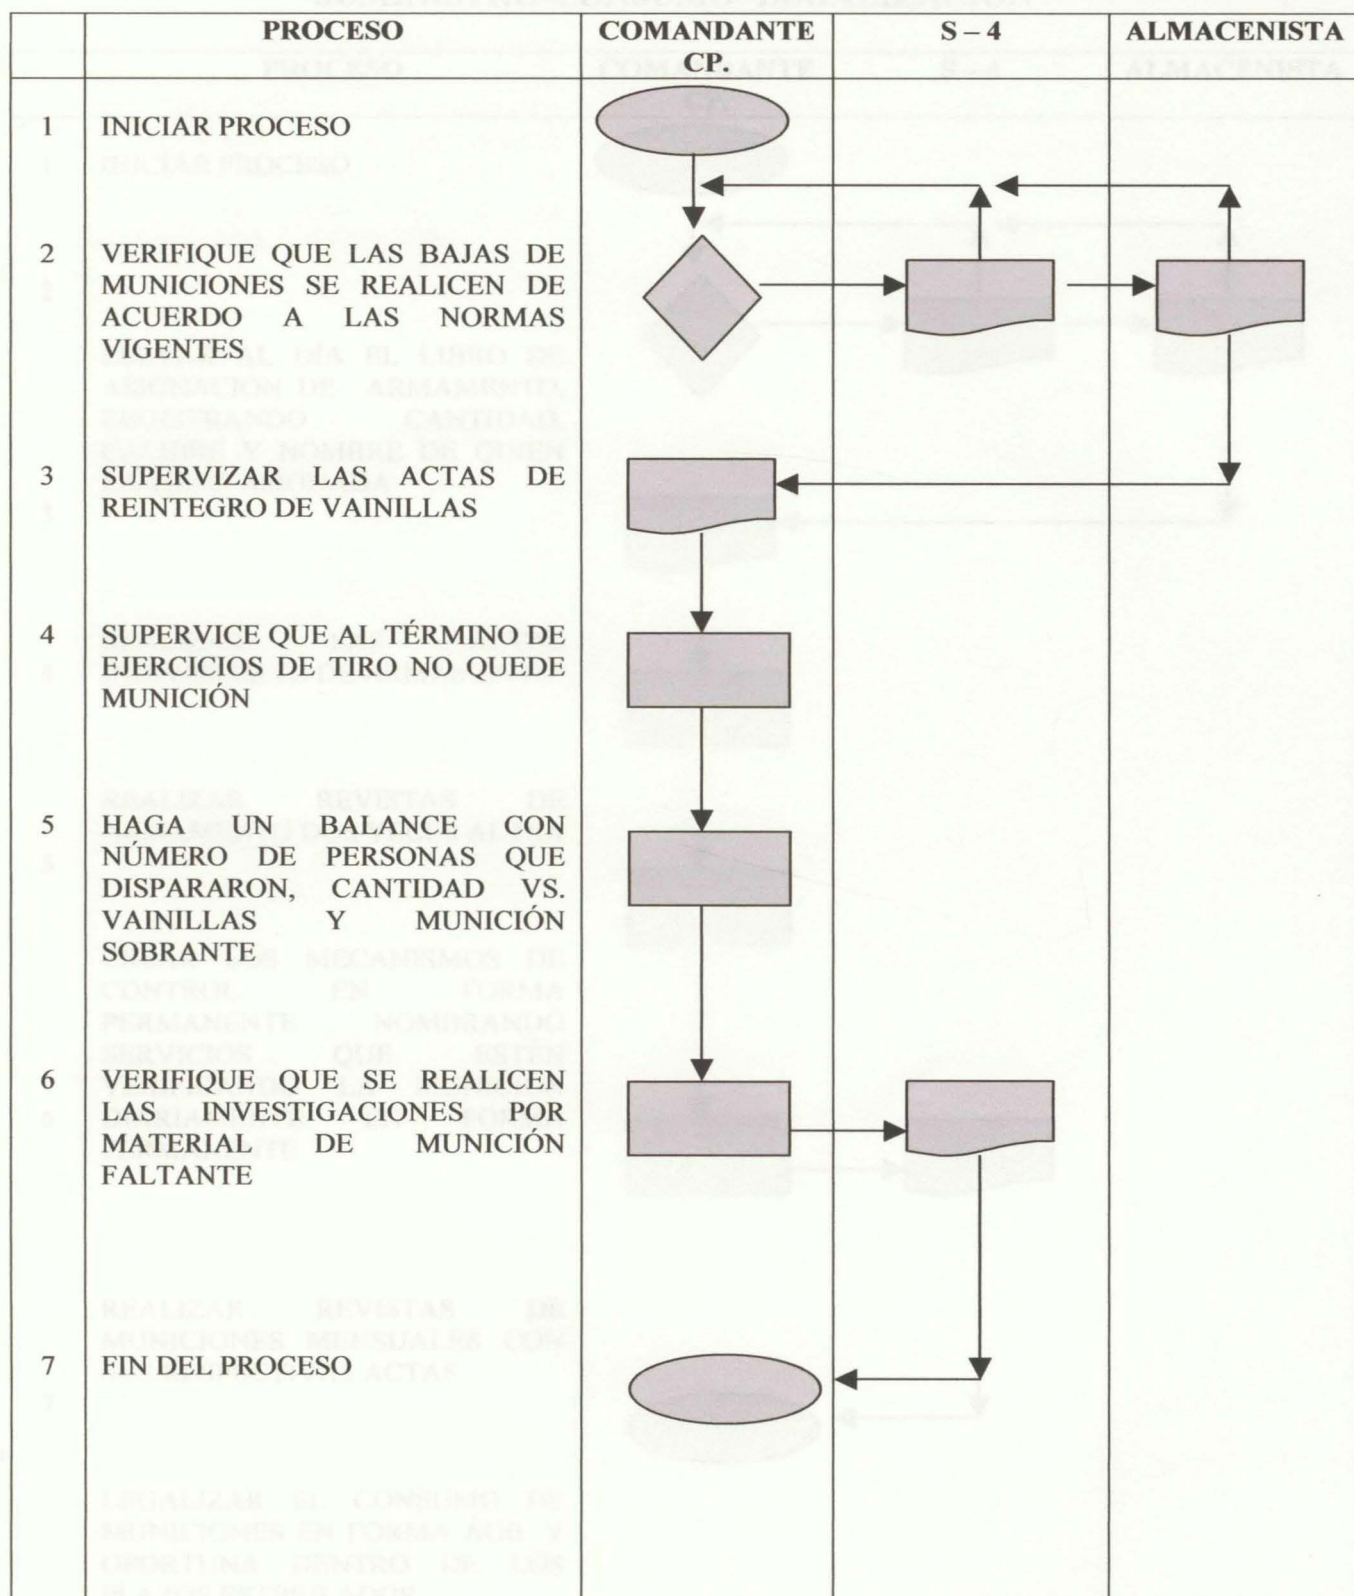 PROCESO COMANDANTE CP. S – 4 ALMACENISTA
1 INICIAR PROCESO
2 VERIFIQUE QUE LAS BAJAS DE
MUNICIONES SE REALICEN DE
ACUERDO A LAS NORMAS
VIGENTES
3 SUPERVIZAR LAS ACTAS DE
REINTEGRO DE VAINILLAS
4 SUPERVICE QUE AL TÉRMINO DE
EJERCICIOS DE TIRO NO QUEDE
MUNICIÓN
5 HAGA UN BALANCE CON
NÚMERO DE PERSONAS QUE
DISPARARON, CANTIDAD VS.
VAINILLAS Y MUNICIÓN
SOBRANTE
6 VERIFIQUE QUE SE REALICEN
LAS INVESTIGACIONES POR
MATERIAL DE MUNICIÓN
FALTANTE
7 FIN DEL PROCESO